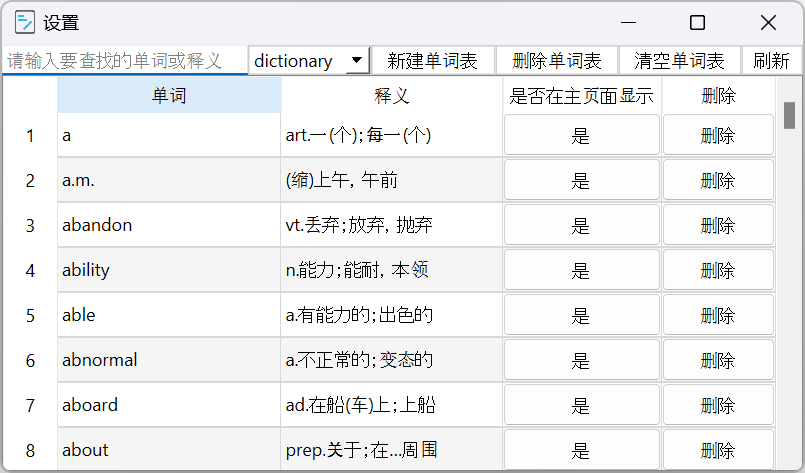 设置
请输入要查找的单词或释义 dictionary 新建单词表 删除单词表 清空单词表 刷新
单词 释义 是否在主页面显示 删除
1 a art.一(个);每一(个) 是 删除
2 a.m. (缩)上午, 午前 是 删除
3 abandon vt.丢弃;放弃, 抛弃 是 删除
4 ability n.能力;能耐, 本领 是 删除
5 able a.有能力的;出色的 是 删除
6 abnormal a.不正常的;变态的 是 删除
7 aboard ad.在船(车)上;上船 是 删除
8 about prep.关于;在...周围 是 删除